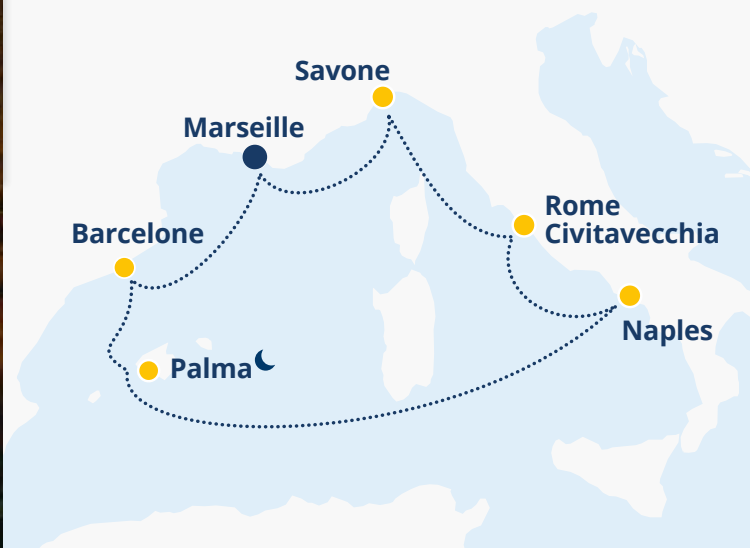 Savone
Marseille
Rome
Civitavecchia
Barcelone
Naples
Palma